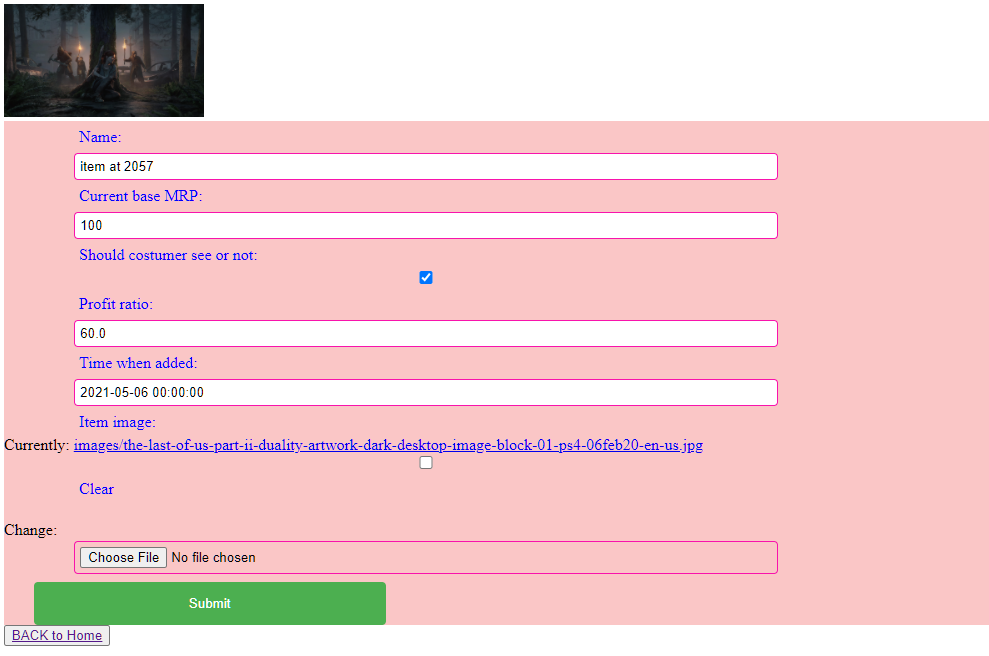 Name:
item at 2057
Current base MRP:
100
Should costumer see or not:
Profit ratio:
60.0
Time when added:
2021-05-06 00:00:00
Item image:
Currently: images/the-last-of-us-part-ii-duality-artwork-dark-desktop-image-block-01-ps4-06feb20-en-us.jpg
Clear
Change:
Choose File No file chosen
Submit
BACK to Home